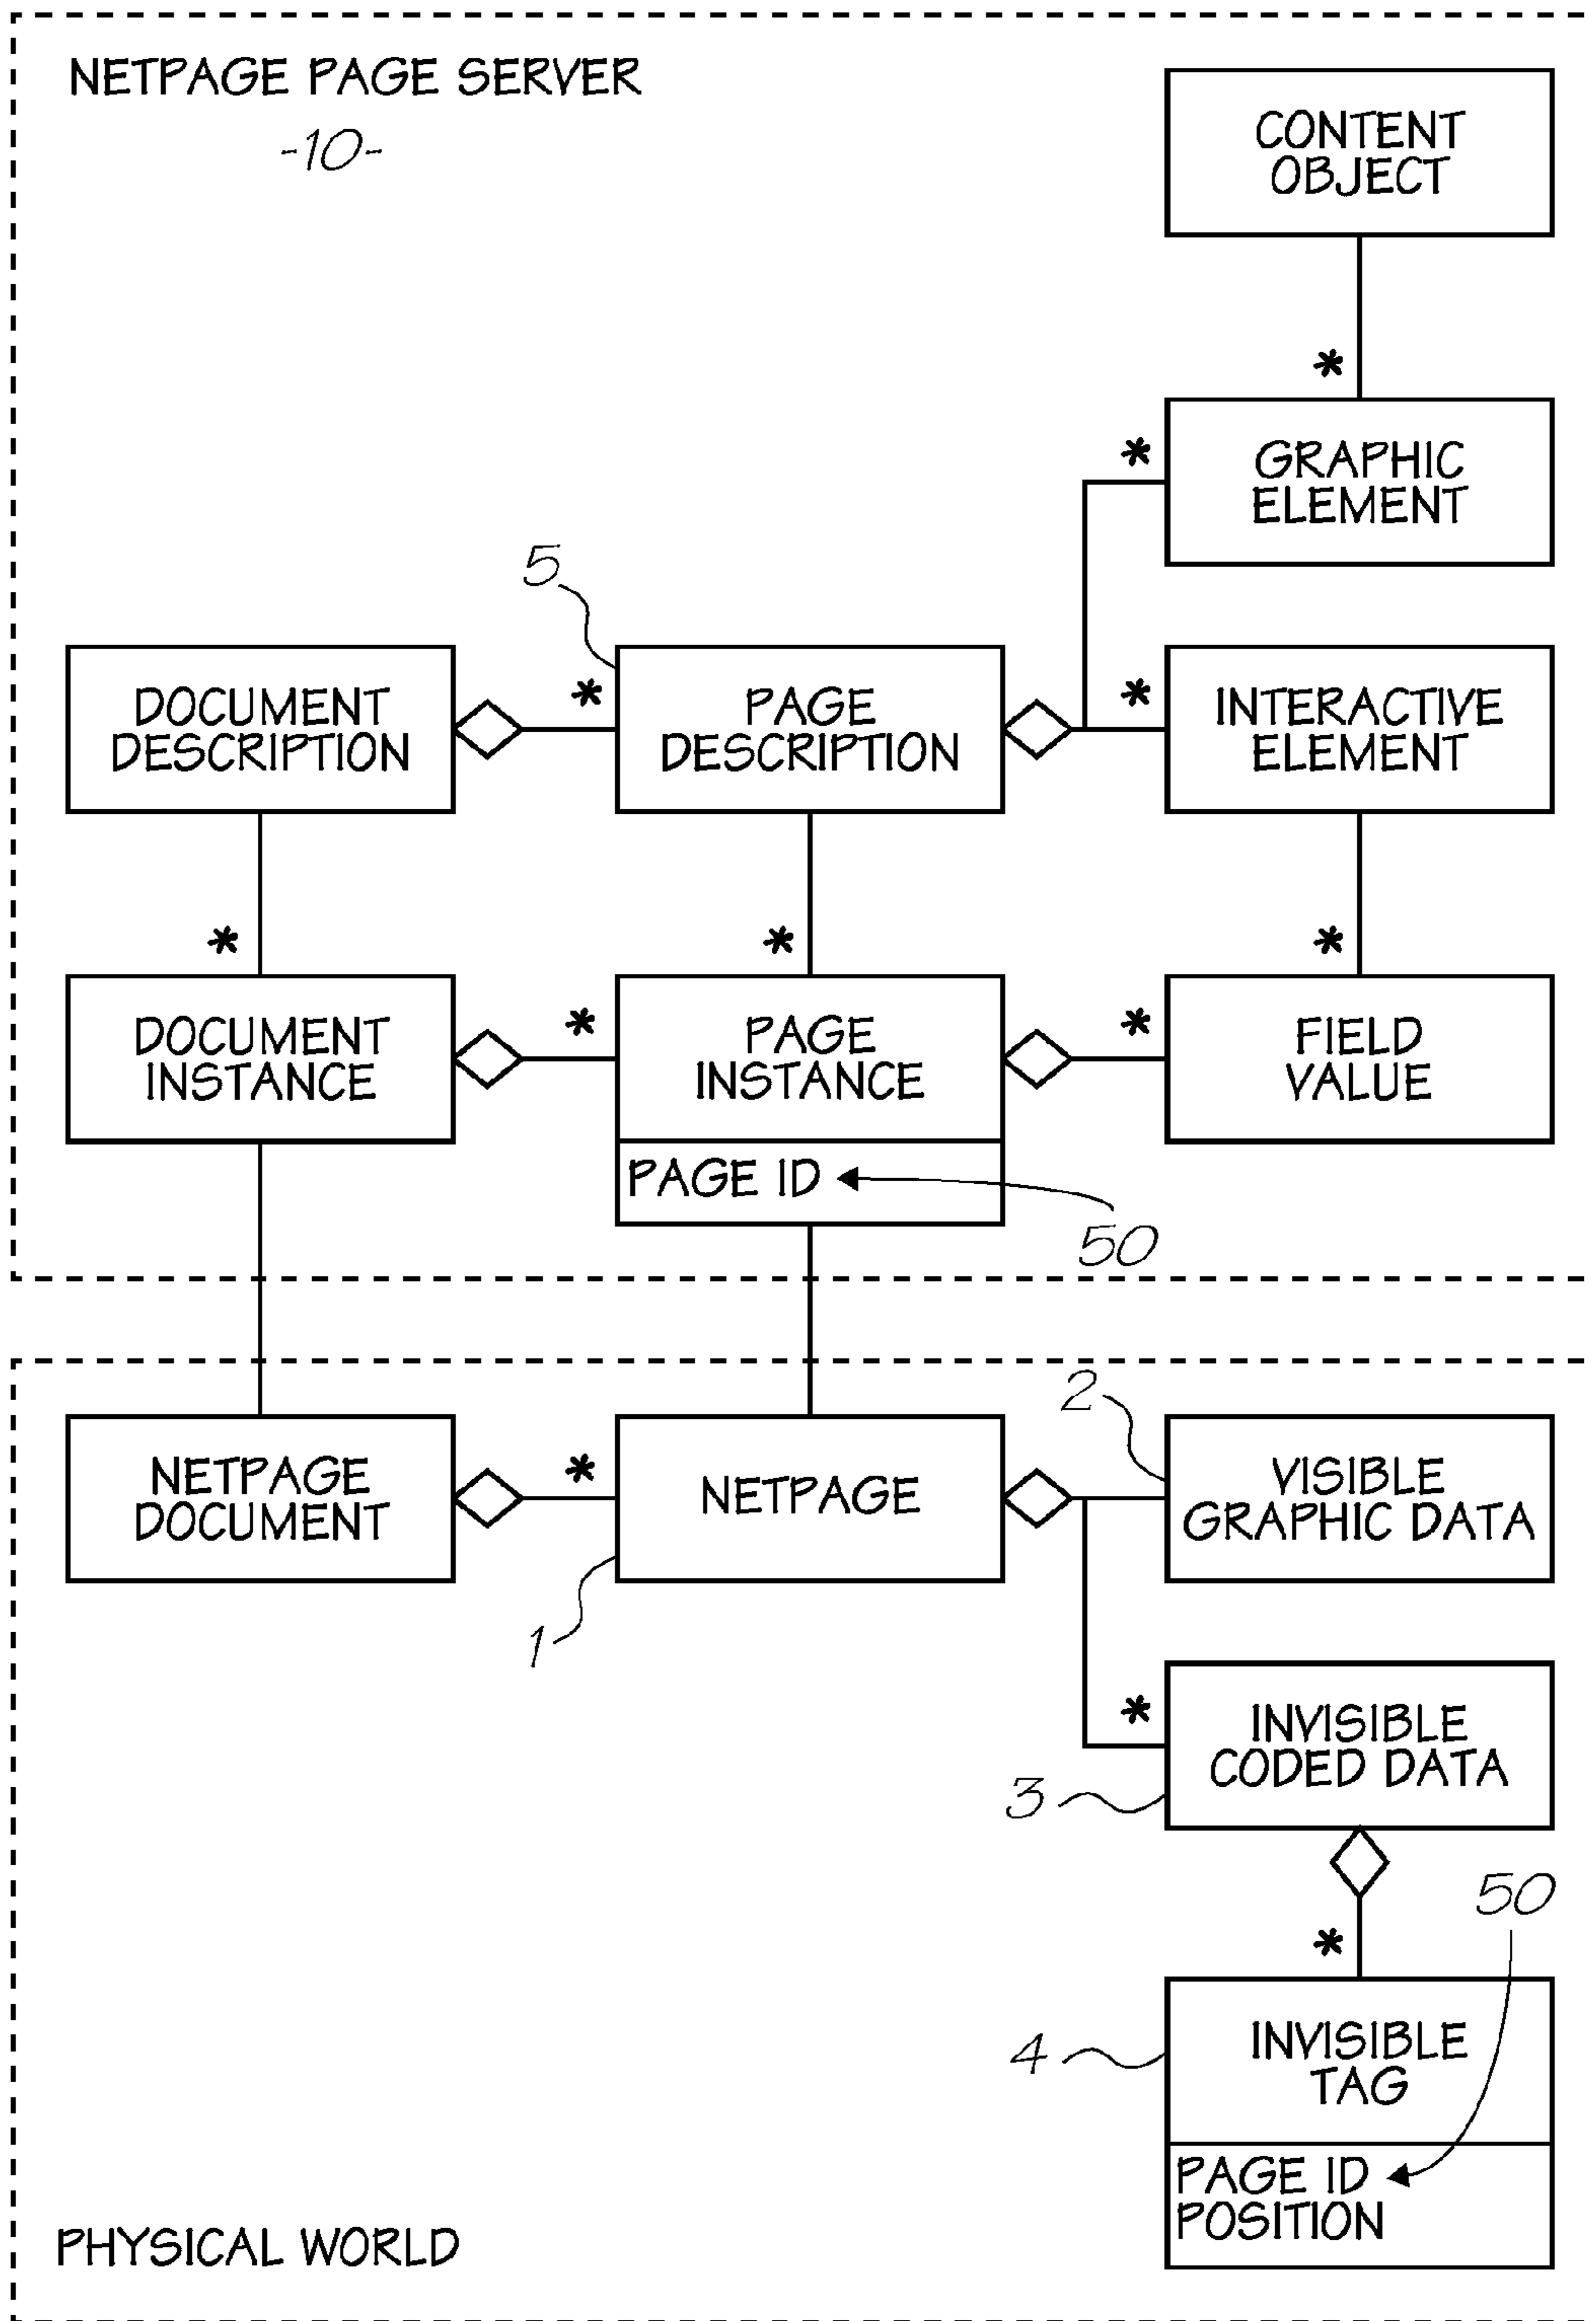 NETPAGE PAGE SERVER
-10-
CONTENT
OBJECT
*
*
GRAPHIC
ELEMENT
5
DOCUMENT
DESCRIPTION
*
PAGE
DESCRIPTION
*
INTERACTIVE
ELEMENT
*
*
*
DOCUMENT
INSTANCE
*
PAGE
INSTANCE
*
FIELD
VALUE
PAGE ID
50
2
NETPAGE
DOCUMENT
*
NETPAGE
VISIBLE
GRAPHIC DATA
1
*
INVISIBLE
CODED DATA
3
50
*
4
INVISIBLE
TAG
PAGE ID
POSITION
PHYSICAL WORLD